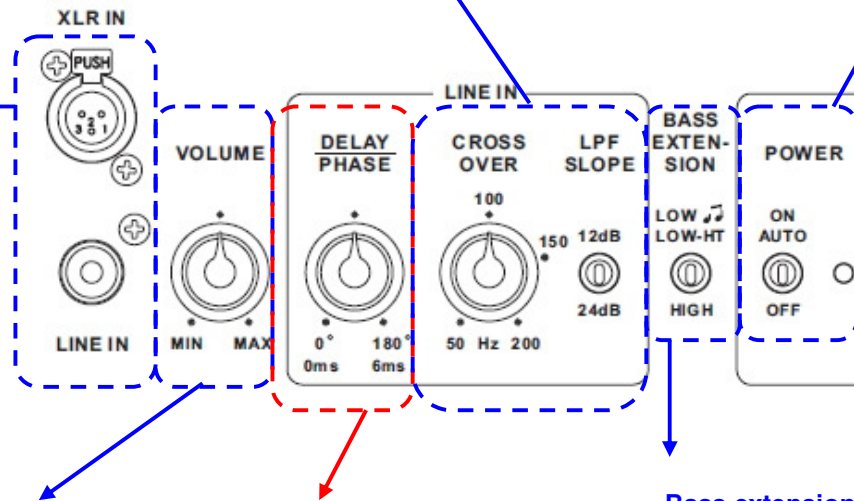 XLR IN
PUSH
3 2 1
LINE IN
VOLUME
MIN MAX
LINE IN
DELAY
PHASE
0° 180°
0ms 6ms
CROSS
OVER
100
150
50 Hz 200
LPF
SLOPE
12dB
24dB
BASS
EXTEN-
SION
LOW ♫
LOW-HT
HIGH
POWER
ON
AUTO
OFF
Bass extension